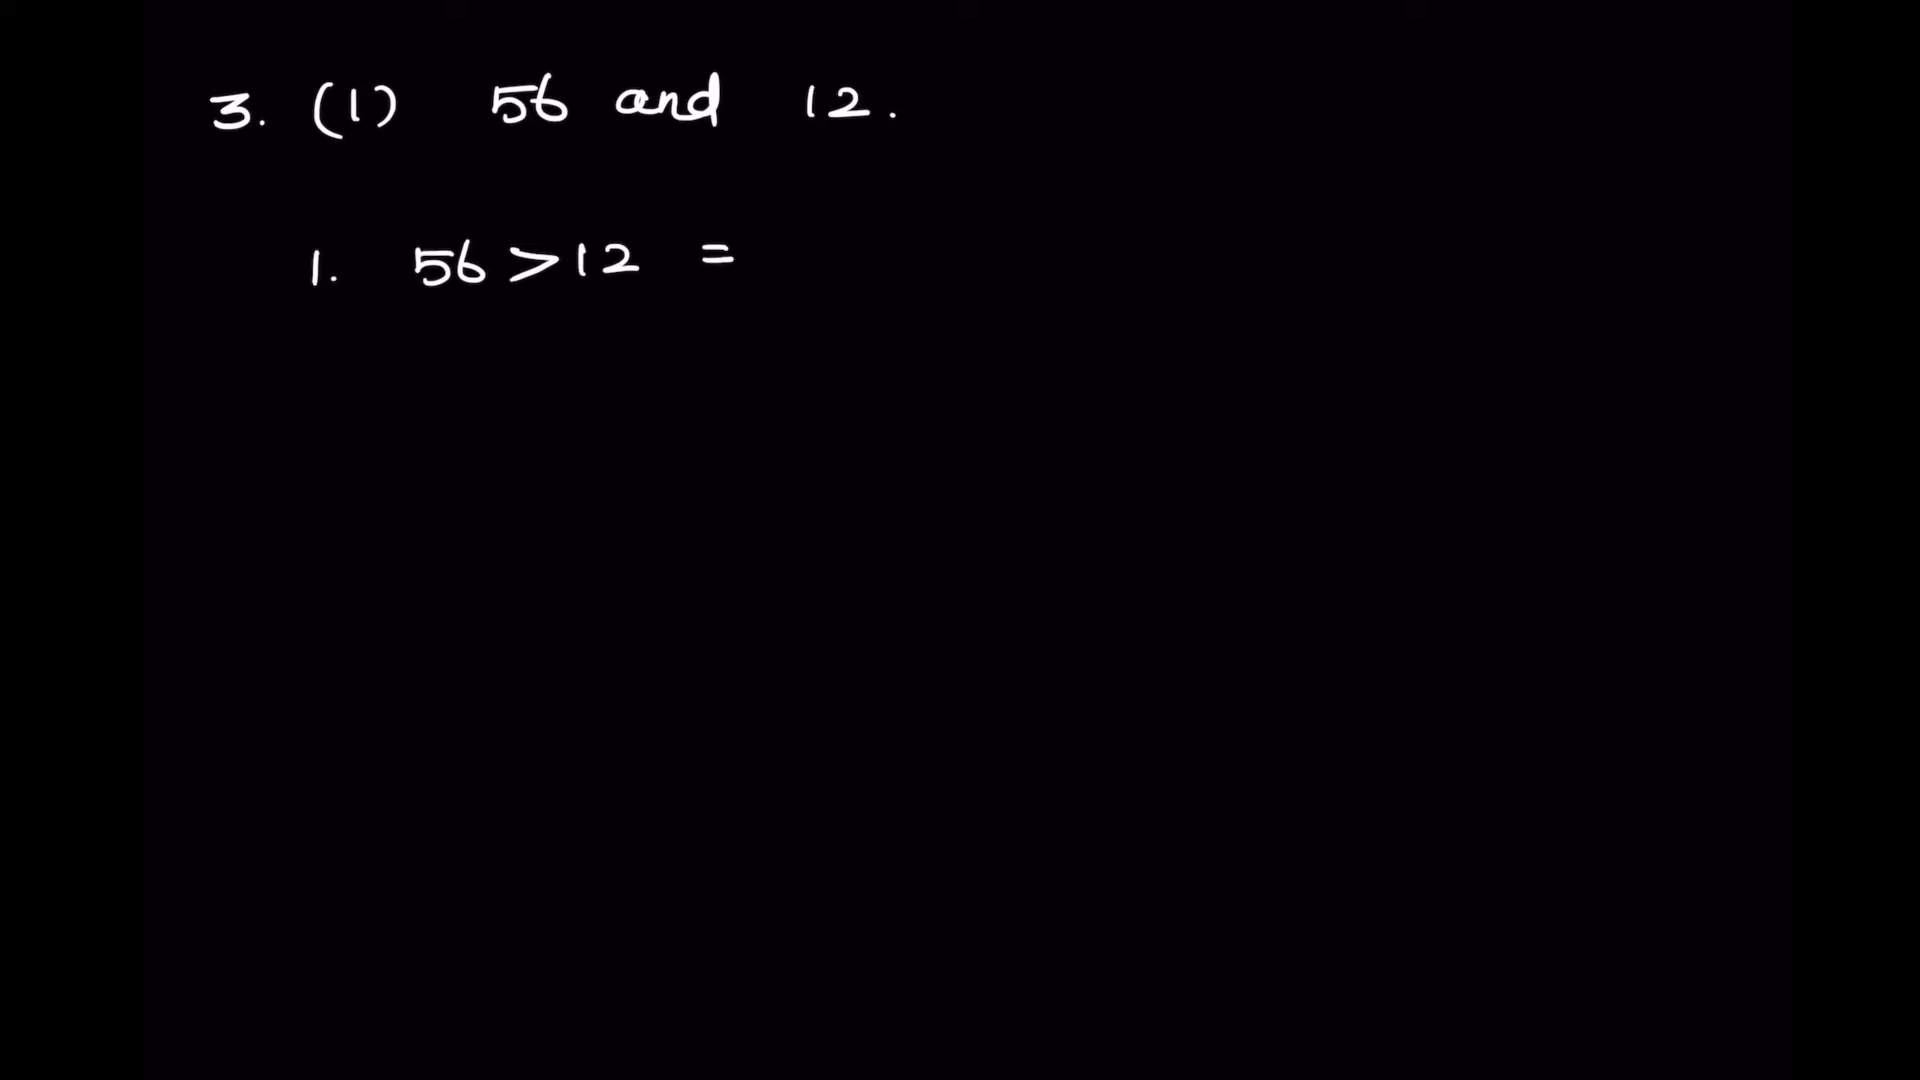 3. (1) 56 and 12.
1. 56 > 12 =